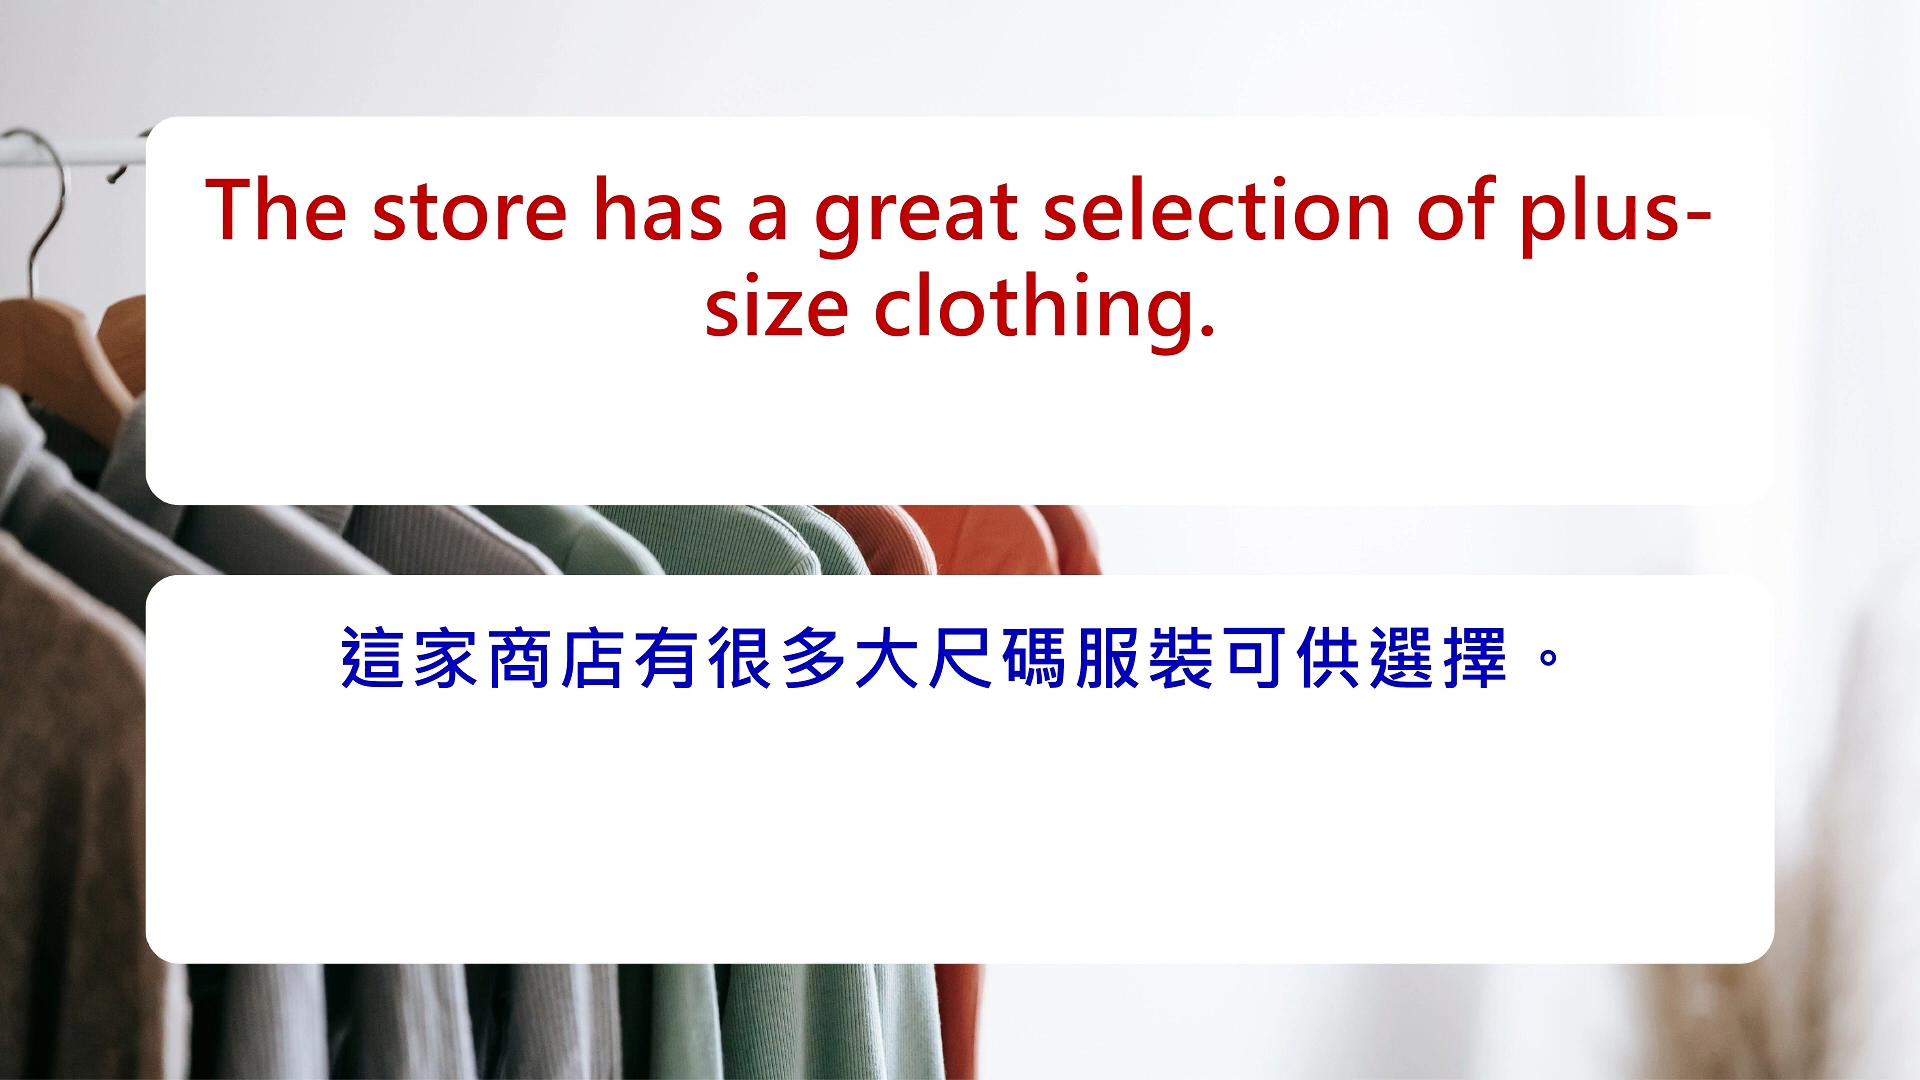 The store has a great selection of plus-
size clothing.
這家商店有很多大尺碼服裝可供選擇。